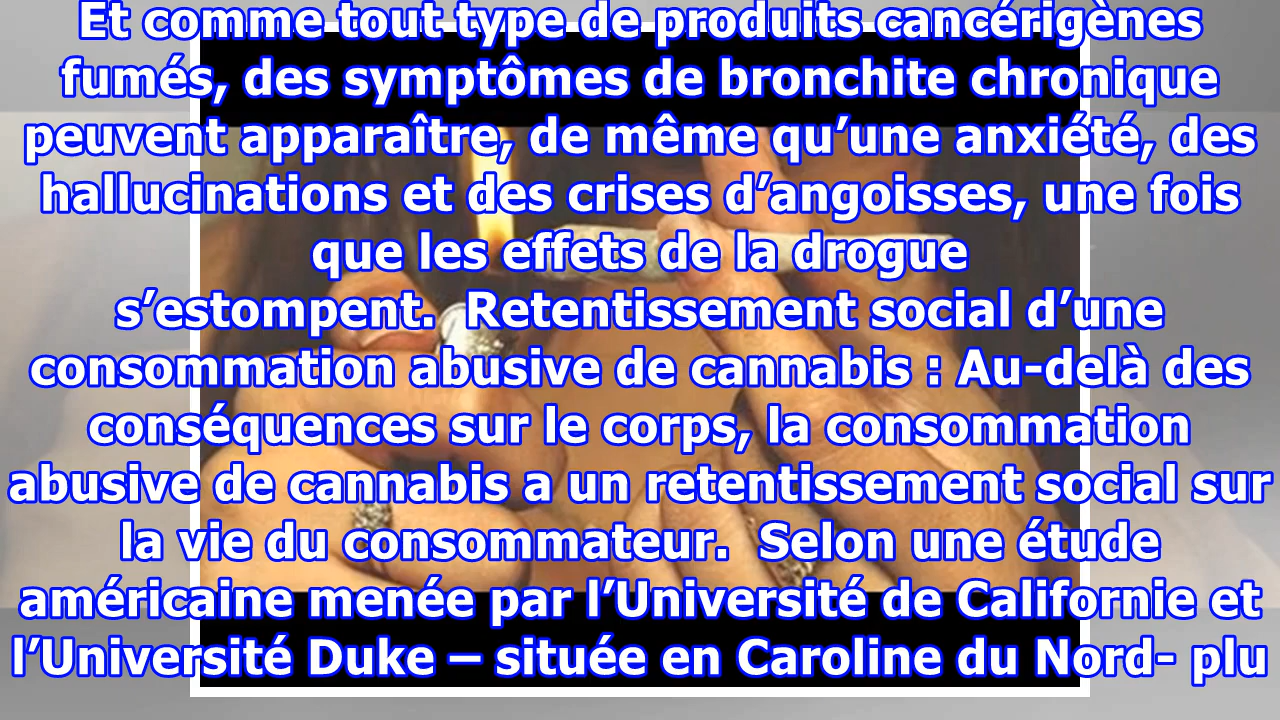 Et comme tout type de produits cancérigènes
fumés, des symptômes de bronchite chronique
peuvent apparaître, de même qu’une anxiété, des
hallucinations et des crises d’angoisses, une fois
que les effets de la drogue
s’estompent.  Retentissement social d’une
consommation abusive de cannabis : Au-delà des
conséquences sur le corps, la consommation
abusive de cannabis a un retentissement social sur
la vie du consommateur.  Selon une étude
américaine menée par l’Université de Californie et
l’Université Duke – située en Caroline du Nord- plu